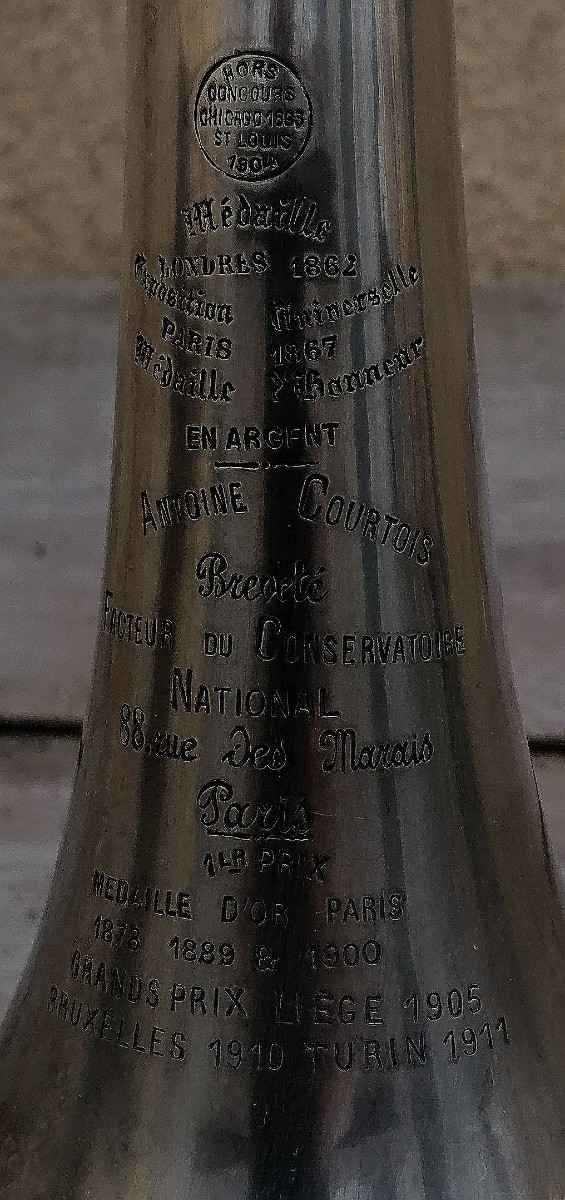 HORS
CONCOURS
CHICAGO 1893
ST LOUIS
1904
Médaille
LONDRES 1862
Exposition Universelle
PARIS 1867
Médaille d'Honneur
EN ARGENT
ANTOINE COURTOIS
Breveté
FACTEUR DU CONSERVATOIRE
NATIONAL
88, rue des Marais
Paris
1ER PRIX
MEDAILLE D'OR PARIS
1878 1889 & 1900
GRANDS PRIX LIEGE 1905
BRUXELLES 1910 TURIN 1911